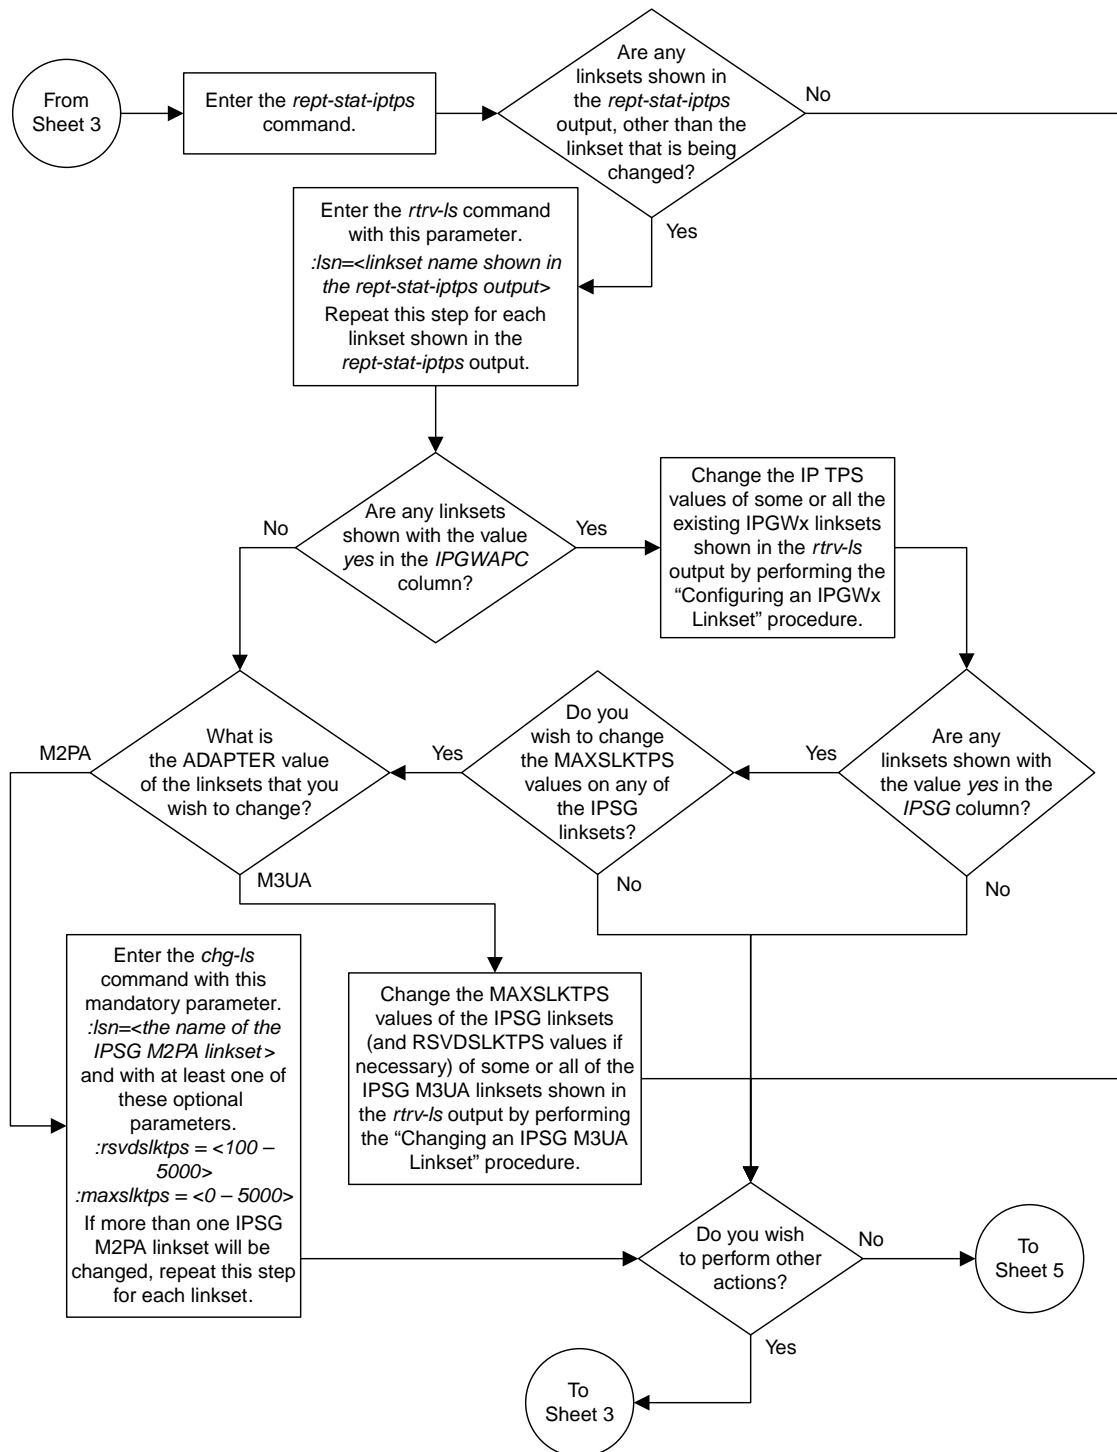 From
Sheet 3
Enter the rept-stat-iptps
command.
Are any
linksets shown in
the rept-stat-iptps
output, other than the
linkset that is being
changed?
No
Yes
Enter the rtrv-ls command
with this parameter.
:lsn=<linkset name shown in
the rept-stat-iptps output>
Repeat this step for each
linkset shown in the
rept-stat-iptps output.
Are any linksets
shown with the value
yes in the IPGWAPC
column?
No
Yes
Change the IP TPS
values of some or all the
existing IPGWx linksets
shown in the rtrv-ls
output by performing the
“Configuring an IPGWx
Linkset” procedure.
What is
the ADAPTER value
of the linksets that you
wish to change?
M2PA
M3UA
Do you
wish to change
the MAXSLKTPS
values on any of
the IPSG
linksets?
Yes
No
Are any
linksets shown with
the value yes in the
IPSG column?
Yes
No
Enter the chg-ls
command with this
mandatory parameter.
:lsn=<the name of the
IPSG M2PA linkset>
and with at least one of
these optional
parameters.
:rsvdslktps = <100 –
5000>
:maxslktps = <0 – 5000>
If more than one IPSG
M2PA linkset will be
changed, repeat this step
for each linkset.
Change the MAXSLKTPS
values of the IPSG linksets
(and RSVDSLKTPS values if
necessary) of some or all of the
IPSG M3UA linksets shown in
the rtrv-ls output by performing
the “Changing an IPSG M3UA
Linkset” procedure.
Do you wish
to perform other
actions?
No
Yes
To
Sheet 5
To
Sheet 3